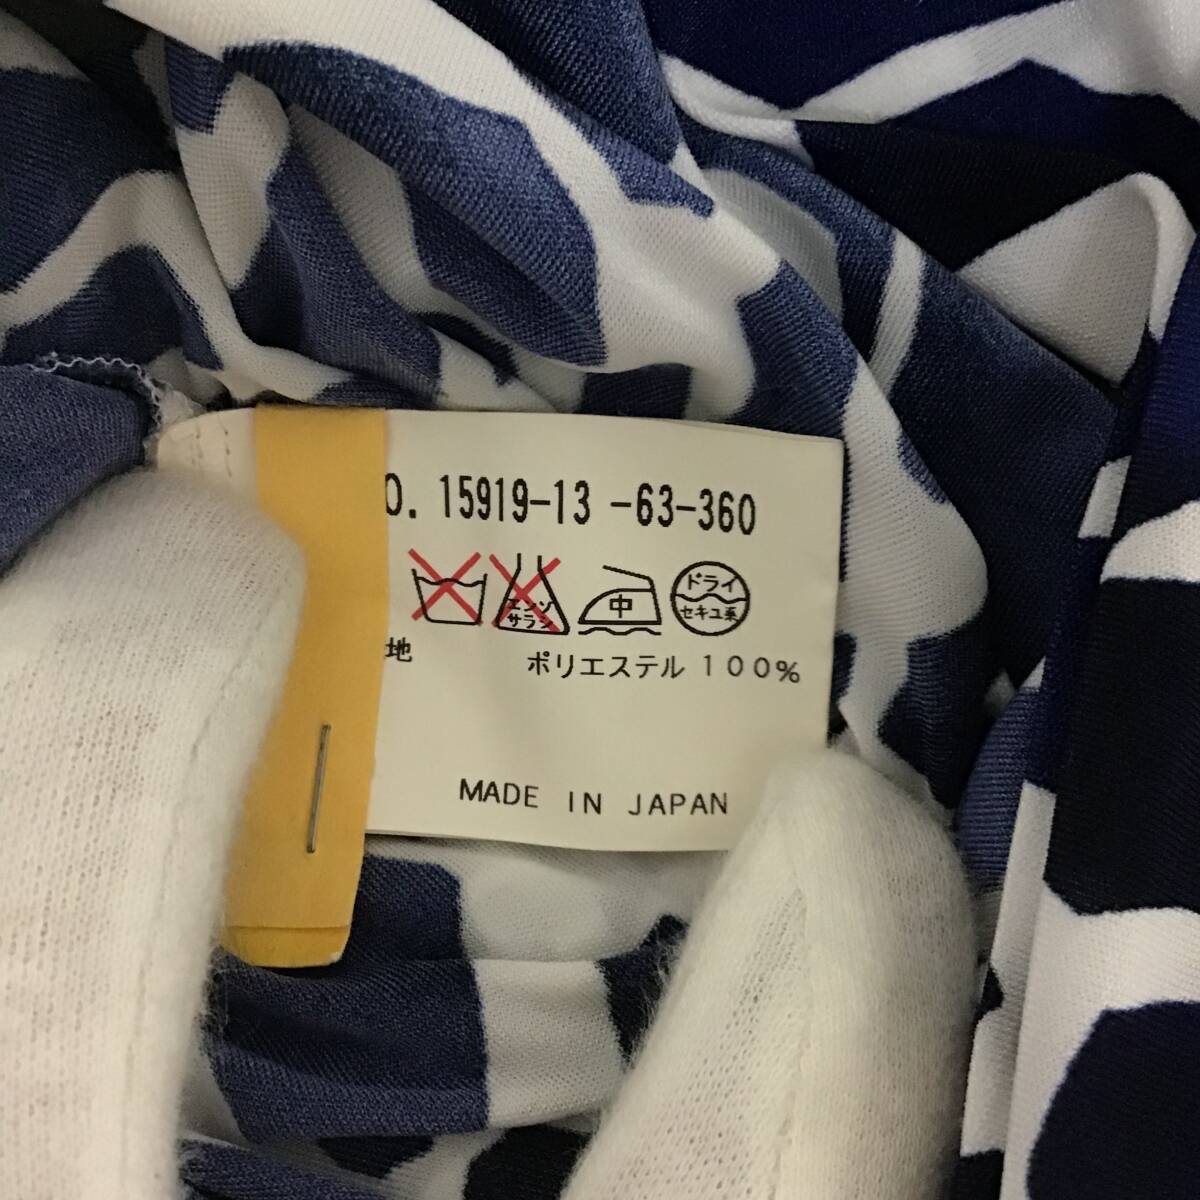 O. 15919-13 -63-360
エンソ
サラシ
中
ドライ
セキユ系
地 ポリエステル 100%
MADE IN JAPAN